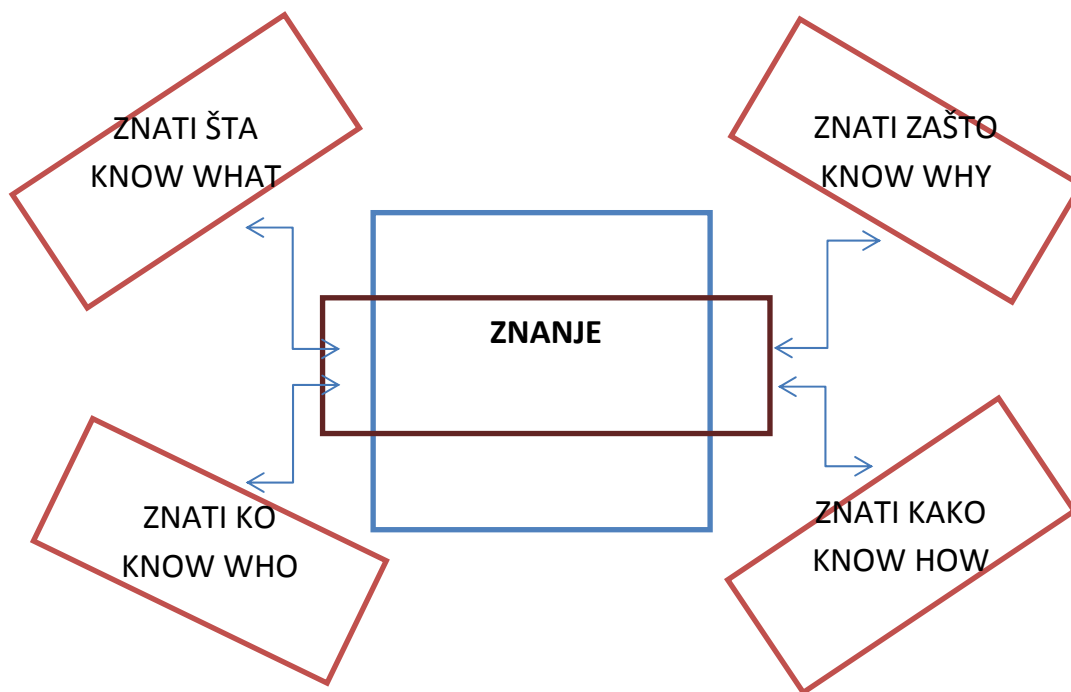 ZNATI ŠTA
KNOW WHAT
ZNATI ZAŠTO
KNOW WHY
ZNANJE
ZNATI KO
KNOW WHO
ZNATI KAKO
KNOW HOW